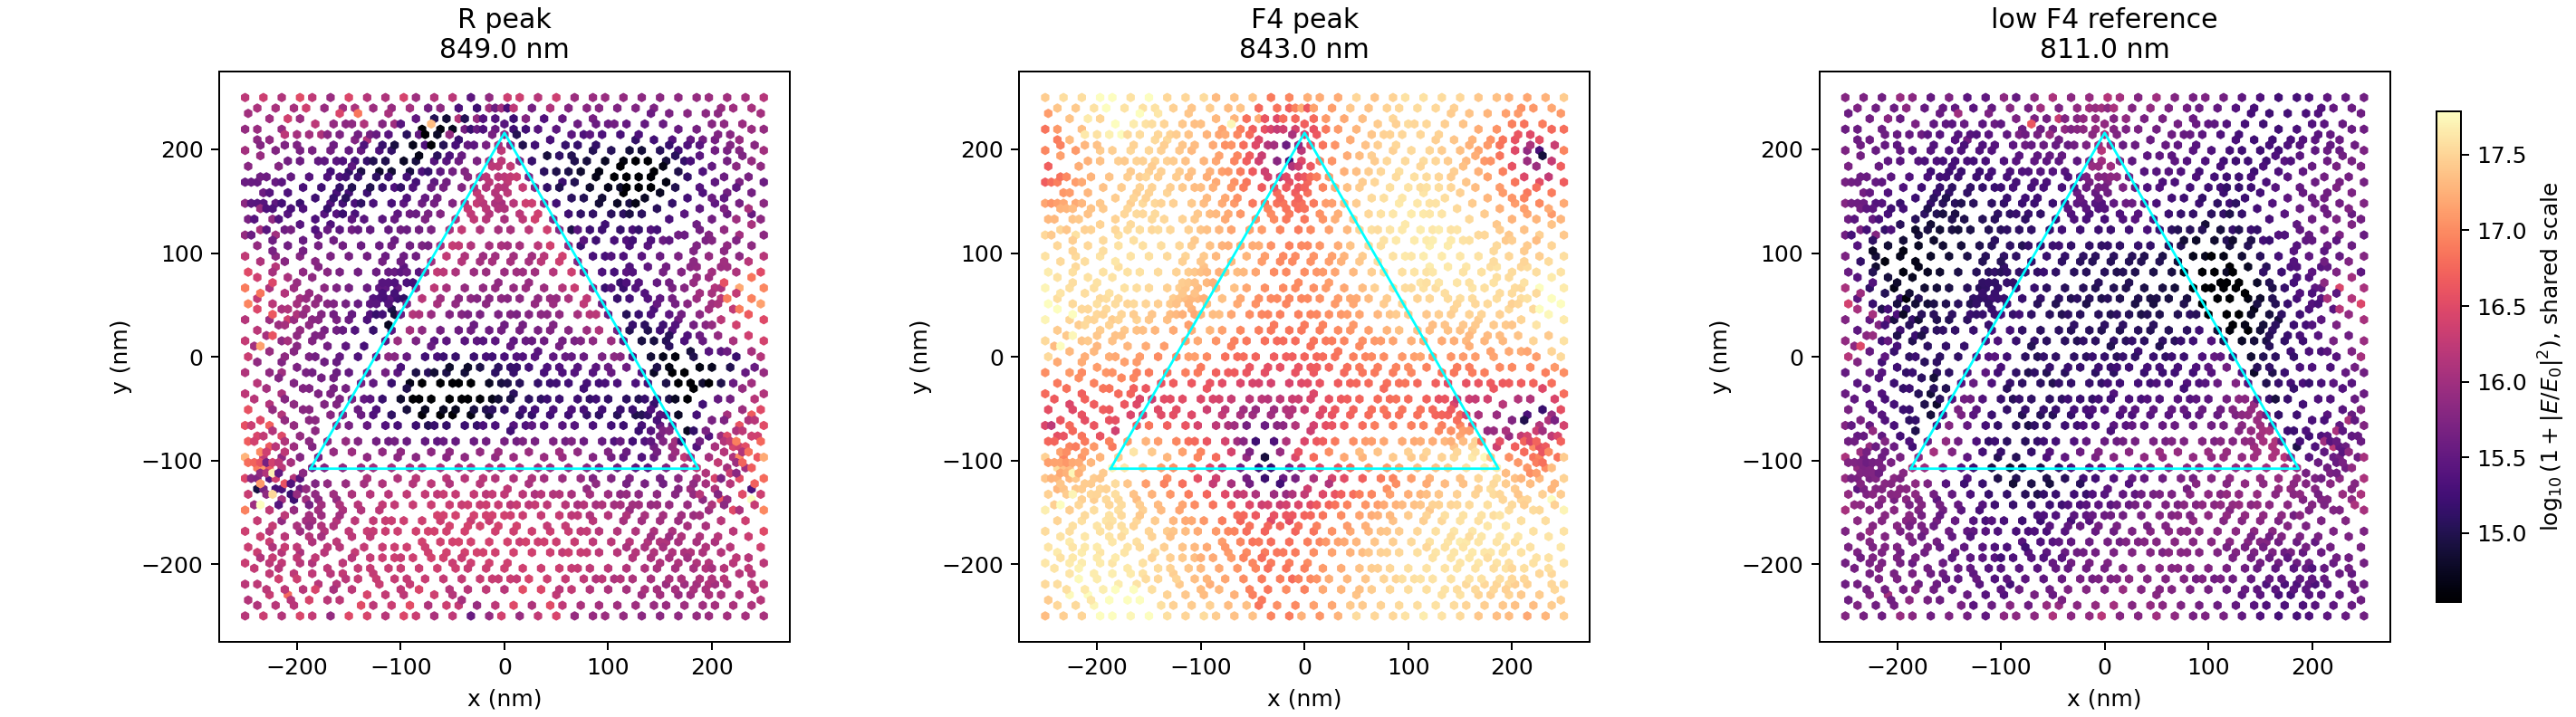 R peak
849.0 nm
F4 peak
843.0 nm
low F4 reference
811.0 nm
200
100
0
−100
−200
y (nm)
−200 −100 0 100 200
x (nm)
200
100
0
−100
−200
y (nm)
−200 −100 0 100 200
x (nm)
200
100
0
−100
−200
y (nm)
−200 −100 0 100 200
x (nm)
17.5
17.0
16.5
16.0
15.5
15.0
log₁₀(1 + |E/E₀|²), shared scale